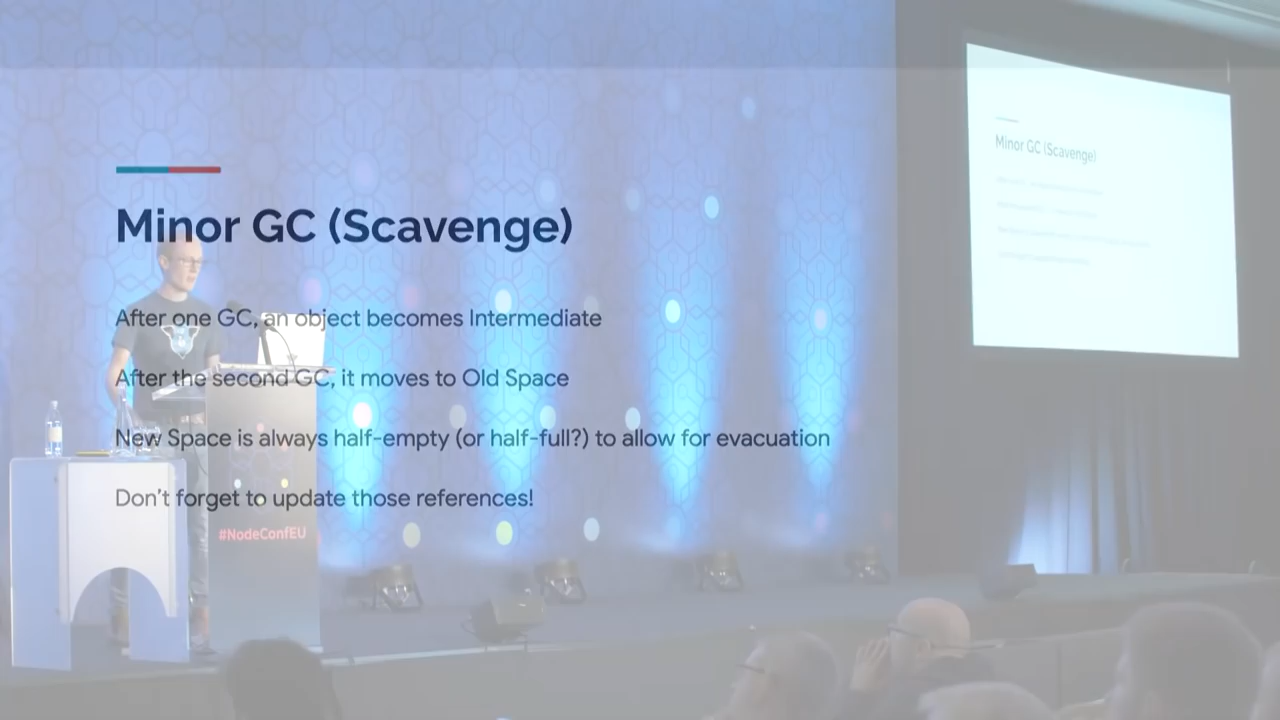 Minor GC (Scavenge)
After one GC, an object becomes Intermediate
After the second GC, it moves to Old Space
New Space is always half-empty (or half-full?) to allow for evacuation
Don't forget to update those references!
#NodeConfEU
Minor GC (Scavenge)